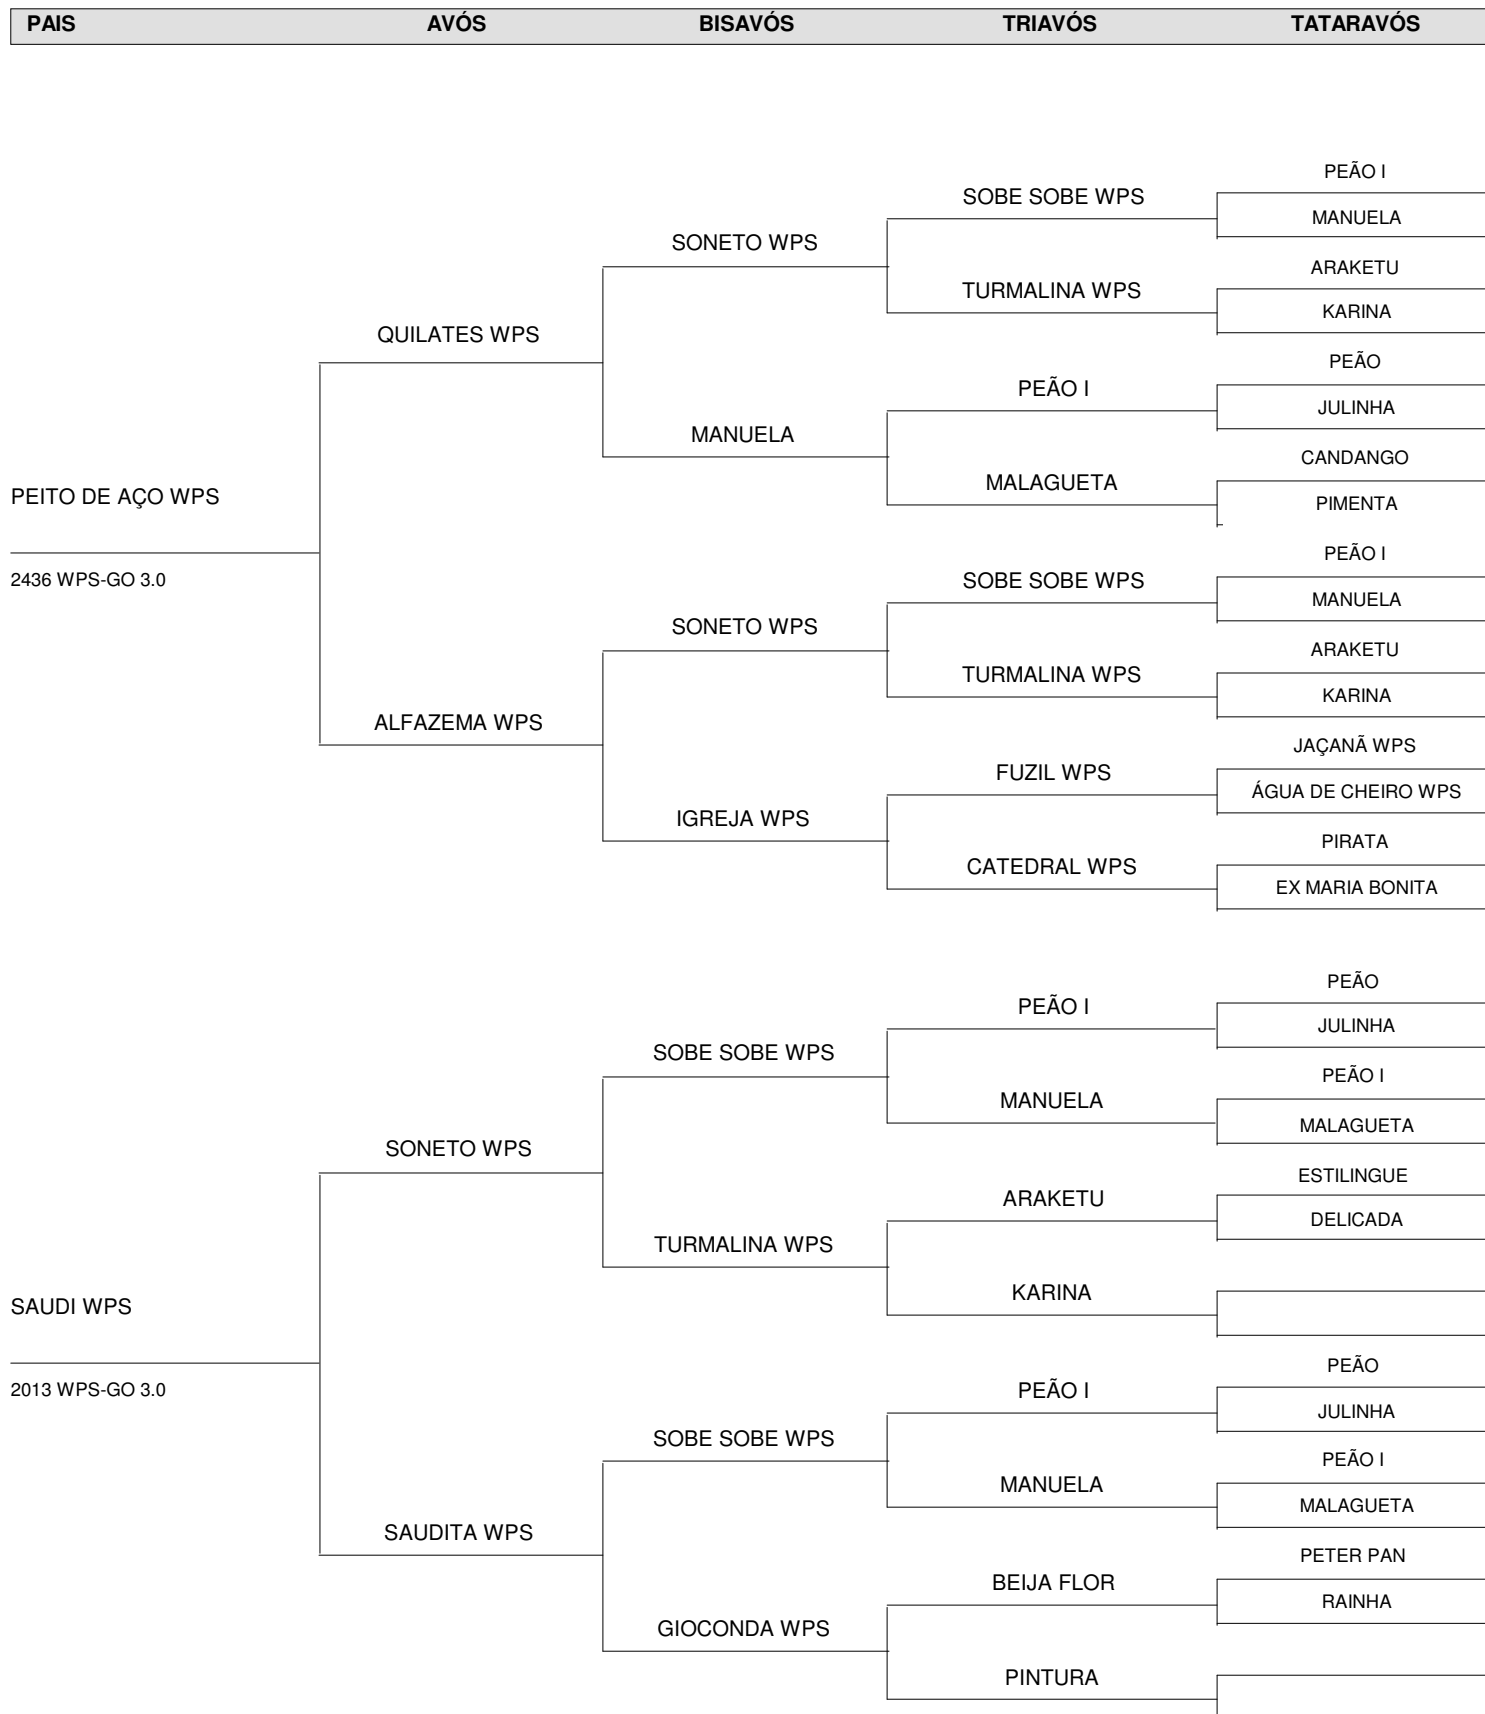 PAIS AVÓS BISAVÓS TRIAVÓS TATARAVÓS
PEÃO I
SOBE SOBE WPS
MANUELA
SONETO WPS
ARAKETU
TURMALINA WPS
KARINA
QUILATES WPS
PEÃO
PEÃO I
JULINHA
MANUELA
CANDANGO
MALAGUETA
PEITO DE AÇO WPS
PIMENTA
PEÃO I
2436 WPS-GO 3.0
SOBE SOBE WPS
MANUELA
SONETO WPS
ARAKETU
TURMALINA WPS
KARINA
ALFAZEMA WPS
JAÇANÃ WPS
FUZIL WPS
ÁGUA DE CHEIRO WPS
IGREJA WPS
PIRATA
CATEDRAL WPS
EX MARIA BONITA
PEÃO
PEÃO I
JULINHA
SOBE SOBE WPS
PEÃO I
MANUELA
MALAGUETA
SONETO WPS
ESTILINGUE
ARAKETU
DELICADA
TURMALINA WPS
KARINA
SAUDI WPS
PEÃO
2013 WPS-GO 3.0
PEÃO I
JULINHA
SOBE SOBE WPS
PEÃO I
MANUELA
MALAGUETA
SAUDITA WPS
PETER PAN
BEIJA FLOR
RAINHA
GIOCONDA WPS
PINTURA